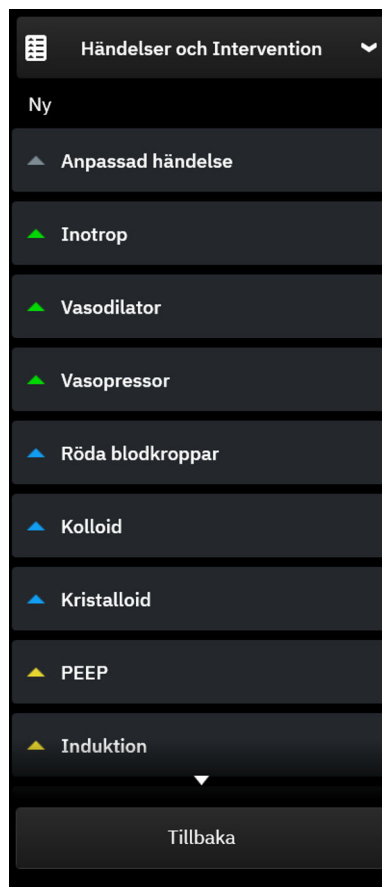 Händelser och Intervention
Ny
Anpassad händelse
Inotrop
Vasodilator
Vasopressor
Röda blodkroppar
Kolloid
Kristalloid
PEEP
Induktion
Tillbaka